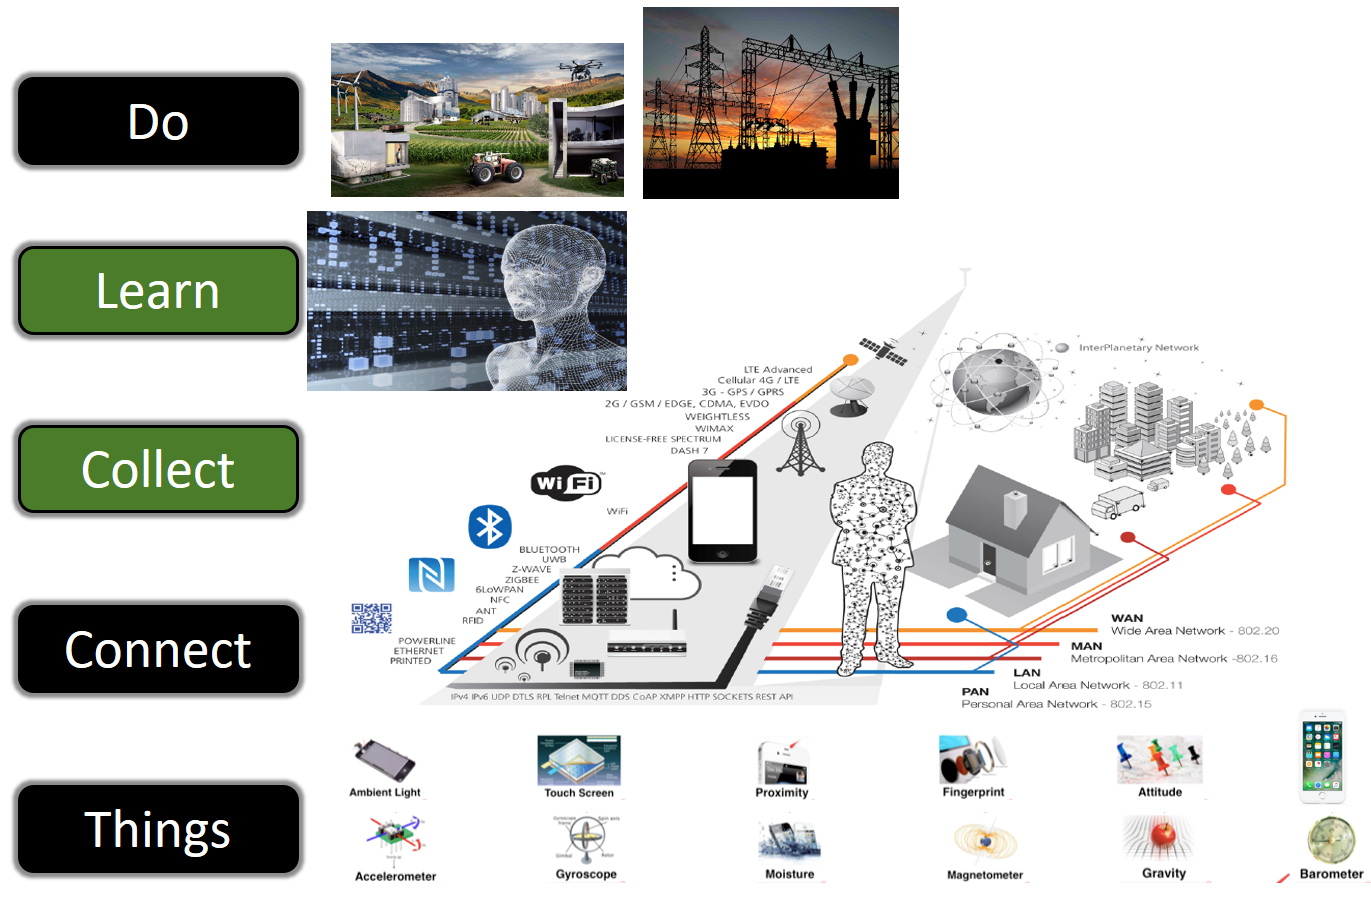 Do
Learn
Collect
Connect
Things
InterPlanetary Network
LTE Advanced
Cellular 4G / LTE
3G - GPS / GPRS
2G / GSM / EDGE, CDMA, EVDO
WEIGHTLESS
WIMAX
LICENSE-FREE SPECTRUM
DASH 7
WiFi
WiFi
BLUETOOTH
UWB
Z-WAVE
ZIGBEE
6LoWPAN
NFC
ANT
RFID
POWERLINE
ETHERNET
PRINTED
IPv4 IPv6 UDP DTLS RPL Telnet MQTT DDS CoAP XMPP HTTP SOCKETS REST API
WAN
Wide Area Network - 802.20
MAN
Metropolitan Area Network -802.16
LAN
Local Area Network - 802.11
PAN
Personal Area Network - 802.15
Ambient Light
Touch Screen
Proximity
Fingerprint
Attitude
Accelerometer
Gyroscope
Moisture
Magnetometer
Gravity
Barometer